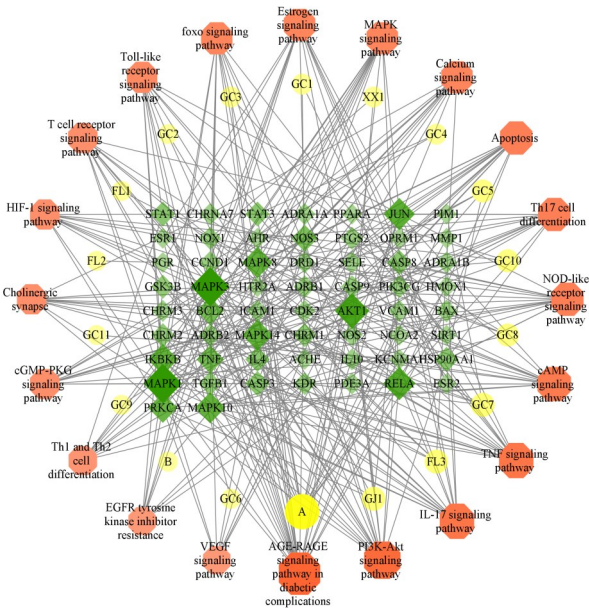 Estrogen
signaling
pathway
foxo signaling
pathway
MAPK
signaling
pathway
Toll-like
receptor
signaling
pathway
Calcium
signaling
pathway
GC1
GC3
XX1
T cell receptor
signaling
pathway
GC2
GC4
Apoptosis
FL1
GC5
HIF-1 signaling
pathway
Th17 cell
differentiation
STAT1 CHRNA7 STAT3 ADRA1A PPARA JUN PIM1
ESR1 NOX1 AHR NOS3 PTGS2 OPRM1 MMP1
FL2
GC10
PGR CCND1 MAPK8 DRD1 SELE CASP8 ADRA1B
Cholinergic
synapse
NOD-like
receptor
signaling
pathway
GSK3B MAPK3 HTR2A ADRB1 CASP9 PIK3CG HMOX1
CHRM3 BCL2 ICAM1 CDK2 AKT1 VCAM1 BAX
GC11
GC8
CHRM2 ADRB2 MAPK14 CHRM1 NOS2 NCOA2 SIRT1
IKBKB TNF IL4 ACHE IL10 KCNMA1 HSP90AA1
cGMP-PKG
signaling
pathway
cAMP
signaling
pathway
MAPK1 TGFB1 CASP3 KDR PDE3A RELA ESR2
PRKCA MAPK10
GC9
GC7
Th1 and Th2
cell
differentiation
B
FL3
TNF signaling
pathway
GC6
A
GJ1
EGFR tyrosine
kinase inhibitor
resistance
IL-17 signaling
pathway
VEGF
signaling
pathway
AGE-RAGE
signaling
pathway in
diabetic
complications
PI3K-Akt
signaling
pathway